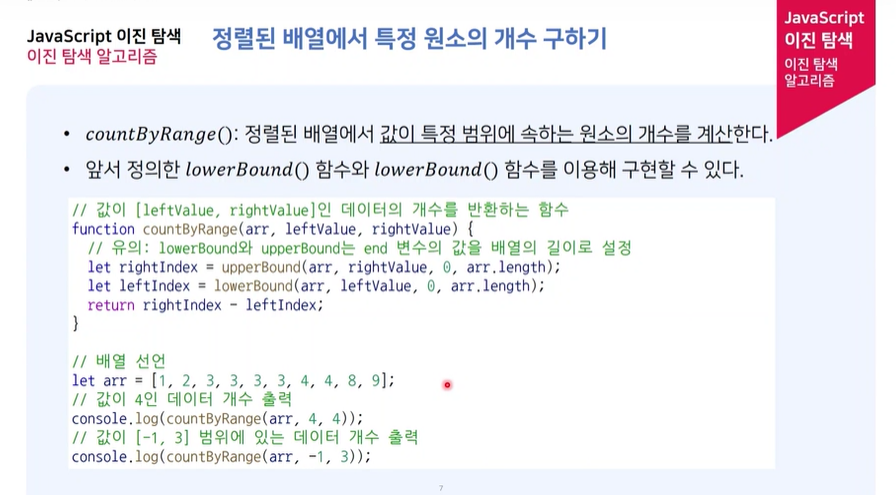 JavaScript 이진 탐색
이진 탐색 알고리즘
정렬된 배열에서 특정 원소의 개수 구하기
JavaScript
이진 탐색
이진 탐색
알고리즘
• countByRange(): 정렬된 배열에서 값이 특정 범위에 속하는 원소의 개수를 계산한다.
• 앞서 정의한 lowerBound() 함수와 lowerBound() 함수를 이용해 구현할 수 있다.
// 값이 [leftValue, rightValue]인 데이터의 개수를 반환하는 함수
function countByRange(arr, leftValue, rightValue) {
  // 유의: lowerBound와 upperBound는 end 변수의 값을 배열의 길이로 설정
  let rightIndex = upperBound(arr, rightValue, 0, arr.length);
  let leftIndex = lowerBound(arr, leftValue, 0, arr.length);
  return rightIndex - leftIndex;
}
// 배열 선언
let arr = [1, 2, 3, 3, 3, 3, 4, 4, 8, 9];
// 값이 4인 데이터 개수 출력
console.log(countByRange(arr, 4, 4));
// 값이 [-1, 3] 범위에 있는 데이터 개수 출력
console.log(countByRange(arr, -1, 3));
7